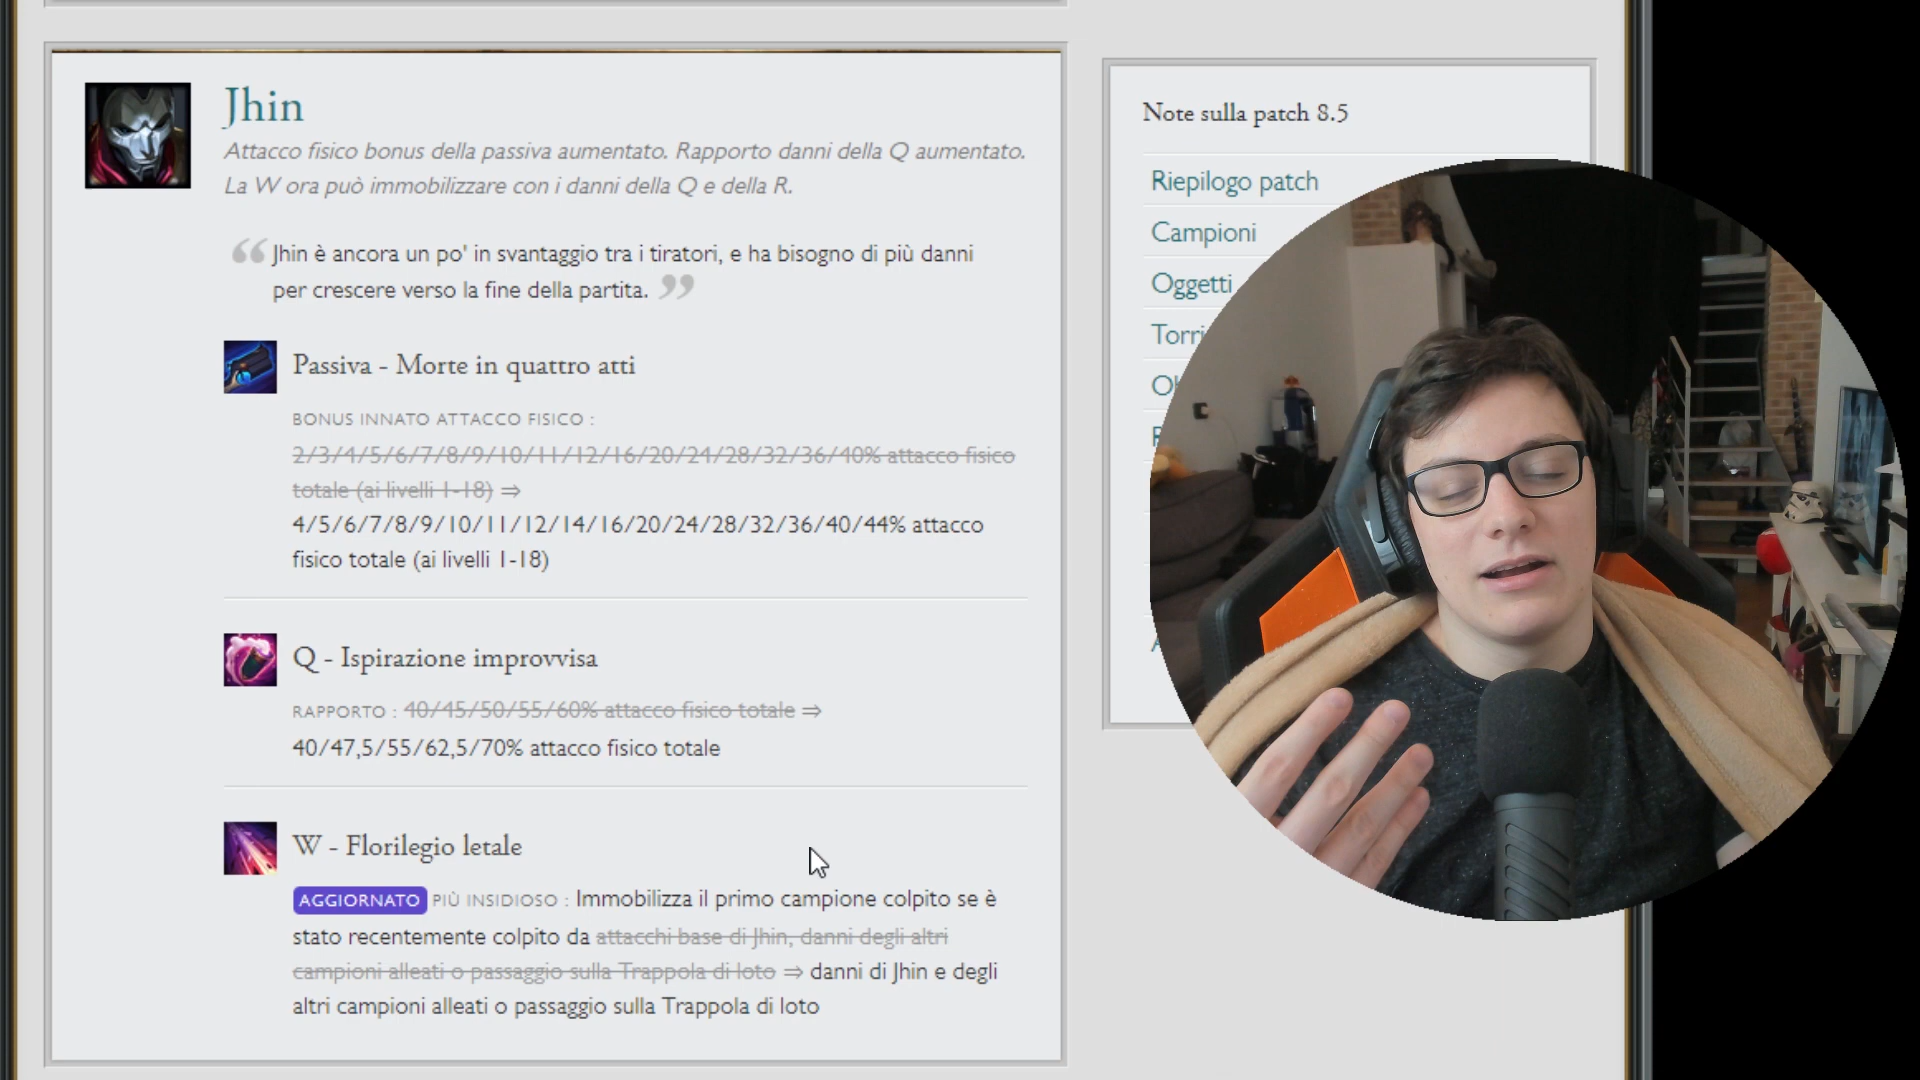 Jhin
Attacco fisico bonus della passiva aumentato. Rapporto danni della Q aumentato.
La W ora può immobilizzare con i danni della Q e della R.
“ Jhin è ancora un po' in svantaggio tra i tiratori, e ha bisogno di più danni
per crescere verso la fine della partita. ”
Passiva - Morte in quattro atti
BONUS INNATO ATTACCO FISICO :
2/3/4/5/6/7/8/9/10/11/12/16/20/24/28/32/36/40% attacco fisico
totale (ai livelli 1-18) ⇒
4/5/6/7/8/9/10/11/12/14/16/20/24/28/32/36/40/44% attacco
fisico totale (ai livelli 1-18)
Q - Ispirazione improvvisa
RAPPORTO : 40/45/50/55/60% attacco fisico totale ⇒
40/47,5/55/62,5/70% attacco fisico totale
W - Florilegio letale
AGGIORNATO PIÙ INSIDIOSO : Immobilizza il primo campione colpito se è
stato recentemente colpito da attacchi base di Jhin, danni degli altri
campioni alleati o passaggio sulla Trappola di loto ⇒ danni di Jhin e degli
altri campioni alleati o passaggio sulla Trappola di loto
Note sulla patch 8.5
Riepilogo patch
Campioni
Oggetti